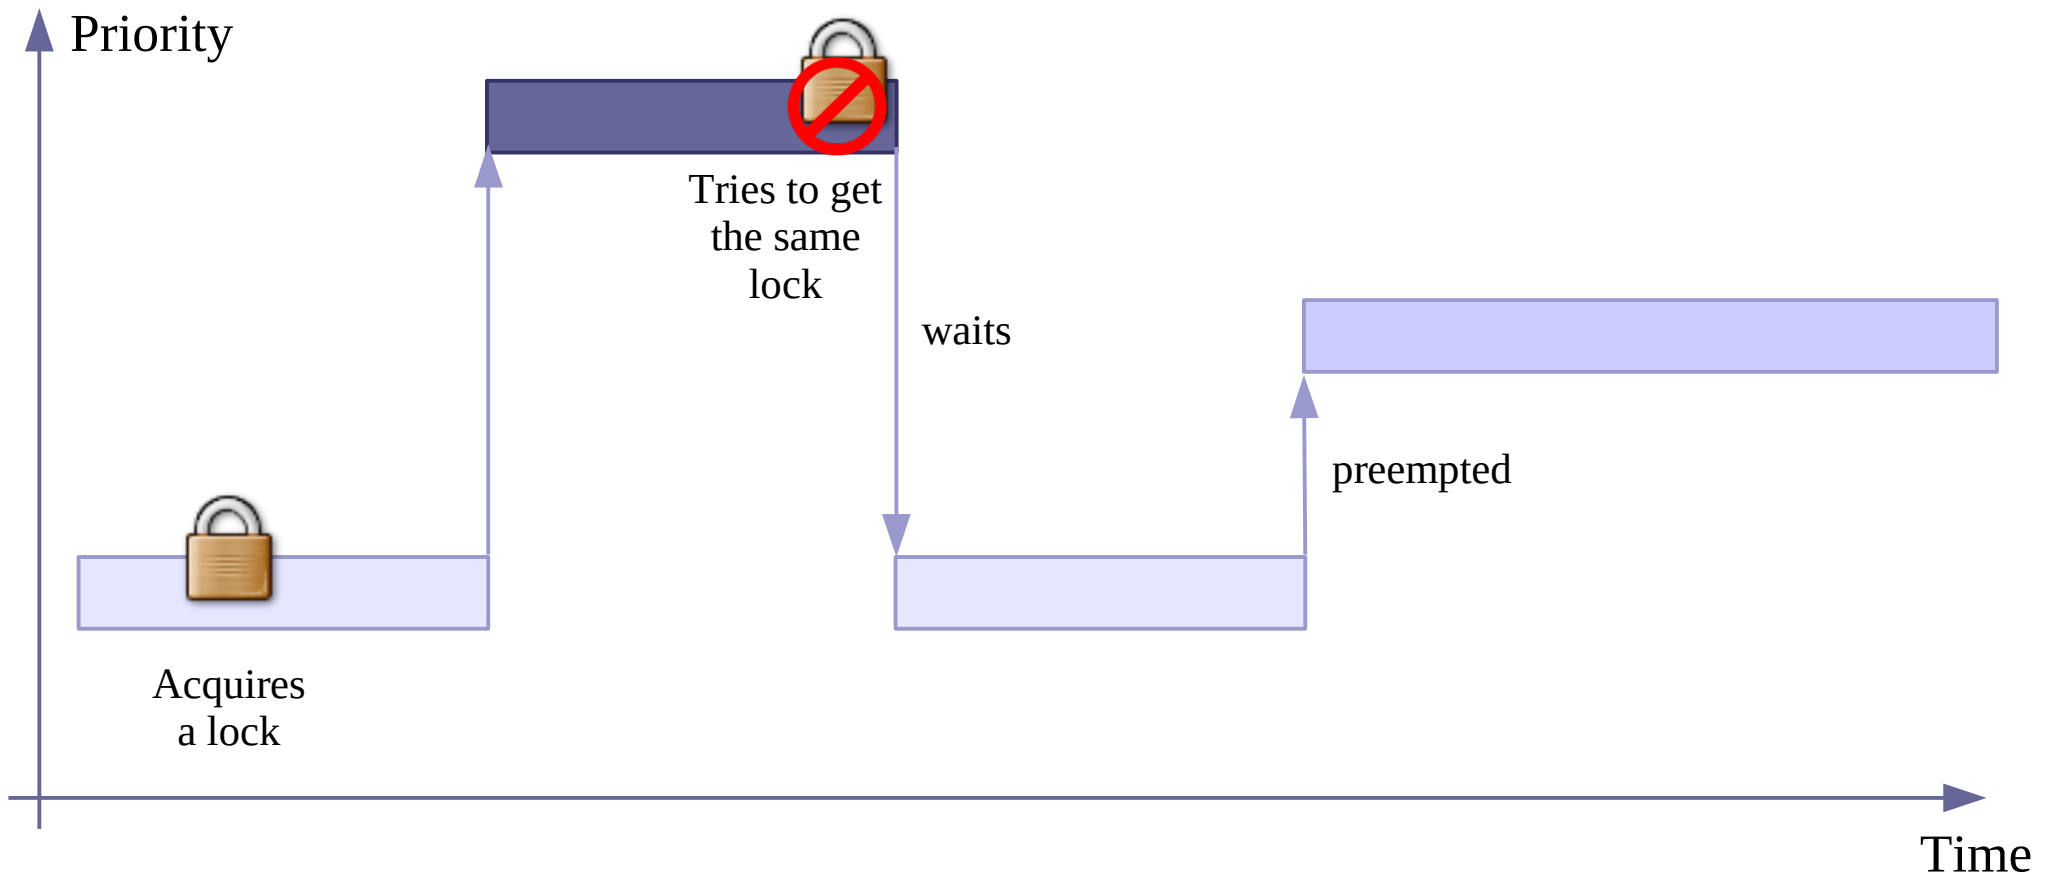 Priority
Tries to get
the same
lock
waits
preempted
Acquires
a lock
Time